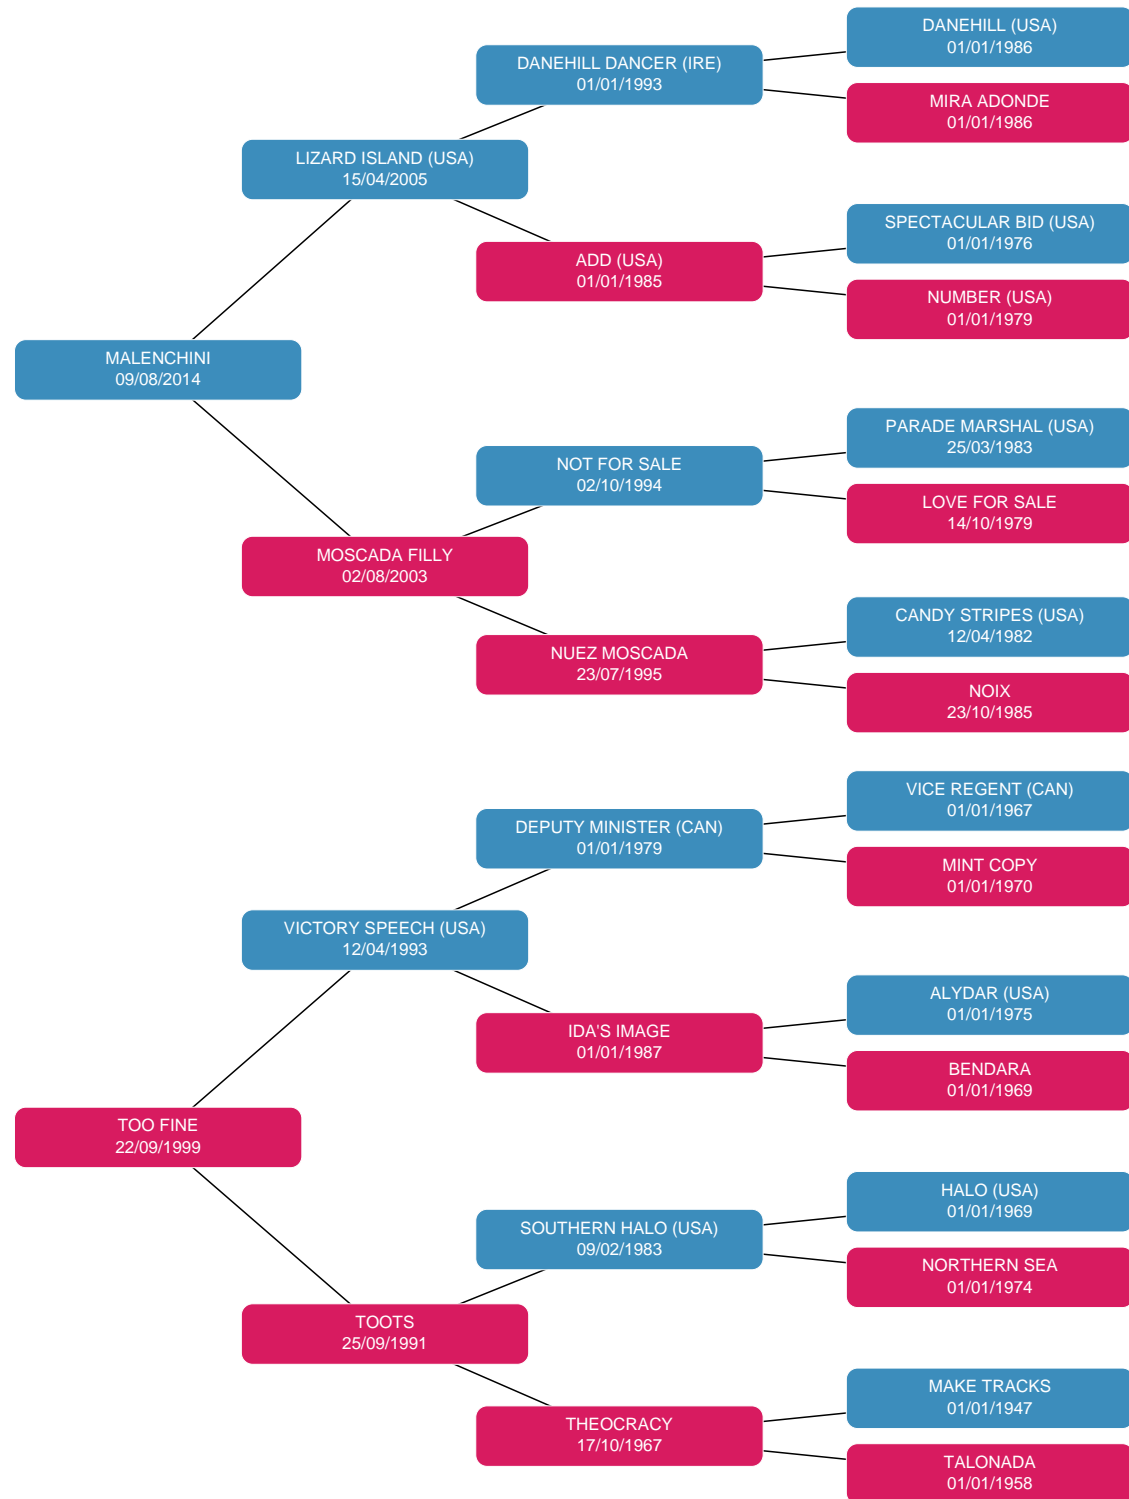 DANEHILL (USA)
01/01/1986
DANEHILL DANCER (IRE)
01/01/1993
MIRA ADONDE
01/01/1986
LIZARD ISLAND (USA)
15/04/2005
SPECTACULAR BID (USA)
01/01/1976
ADD (USA)
01/01/1985
NUMBER (USA)
01/01/1979
MALENCHINI
09/08/2014
PARADE MARSHAL (USA)
25/03/1983
NOT FOR SALE
02/10/1994
LOVE FOR SALE
14/10/1979
MOSCADA FILLY
02/08/2003
CANDY STRIPES (USA)
12/04/1982
NUEZ MOSCADA
23/07/1995
NOIX
23/10/1985
VICE REGENT (CAN)
01/01/1967
DEPUTY MINISTER (CAN)
01/01/1979
MINT COPY
01/01/1970
VICTORY SPEECH (USA)
12/04/1993
ALYDAR (USA)
01/01/1975
IDA'S IMAGE
01/01/1987
BENDARA
01/01/1969
TOO FINE
22/09/1999
HALO (USA)
01/01/1969
SOUTHERN HALO (USA)
09/02/1983
NORTHERN SEA
01/01/1974
TOOTS
25/09/1991
MAKE TRACKS
01/01/1947
THEOCRACY
17/10/1967
TALONADA
01/01/1958